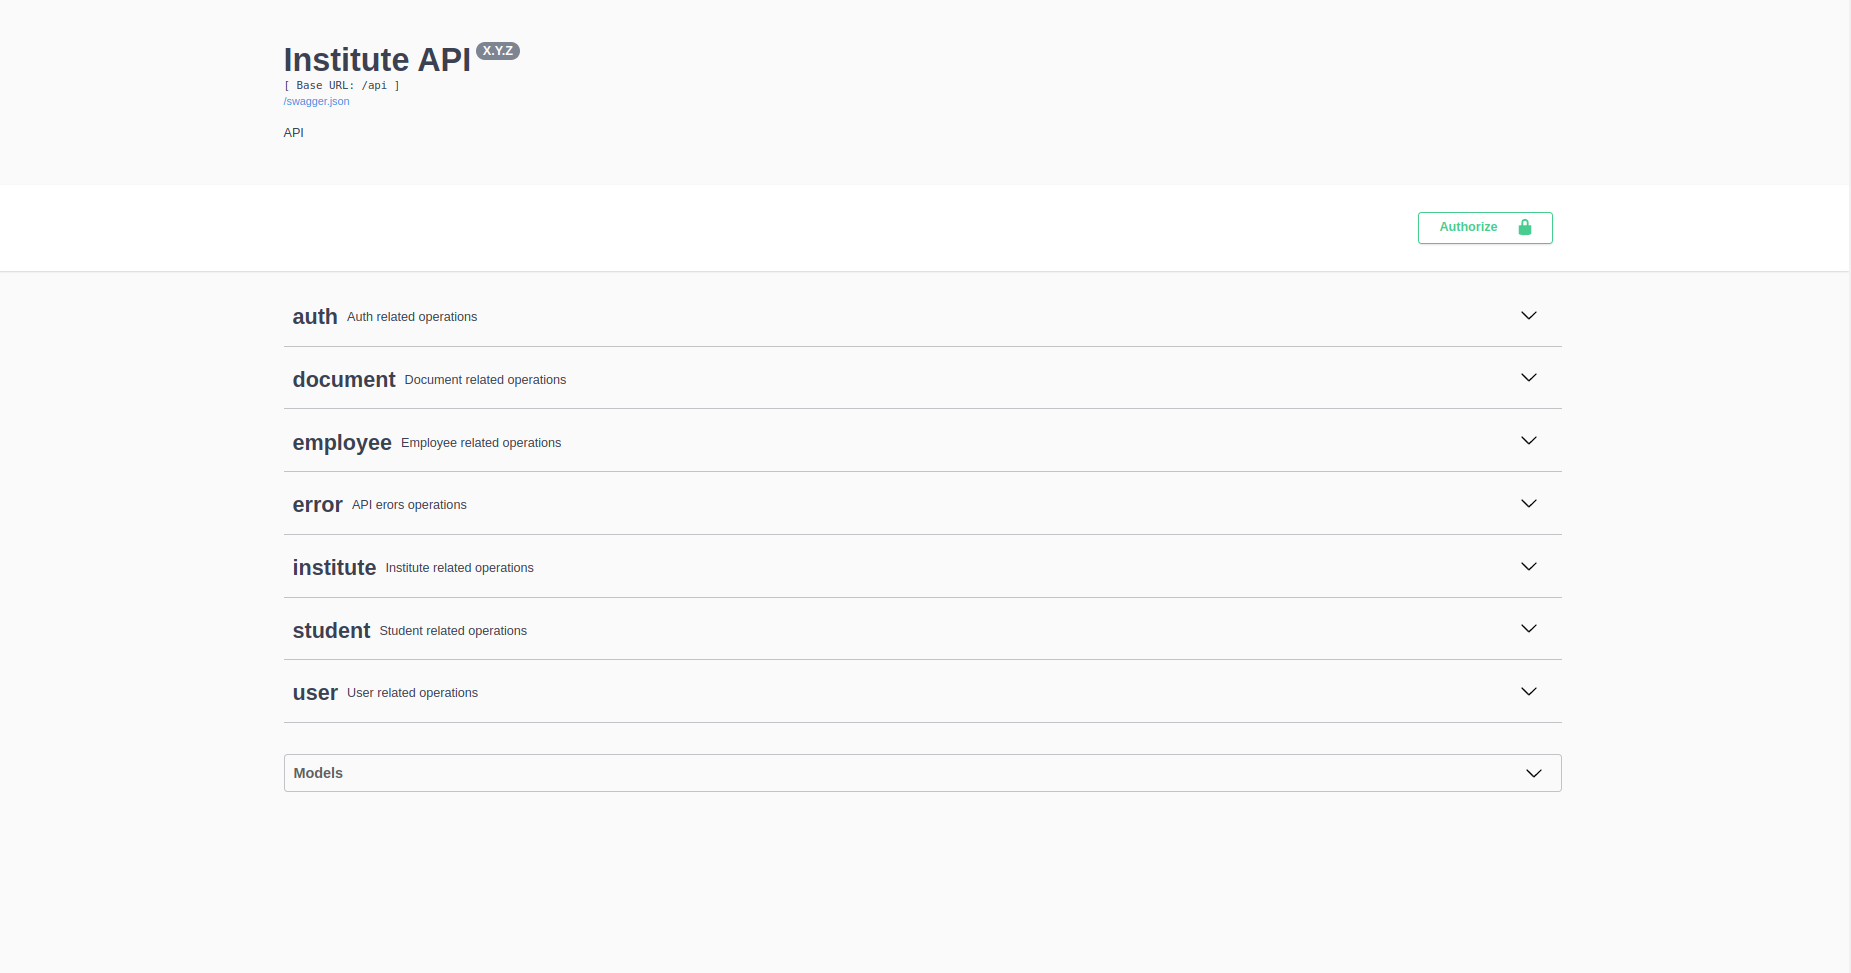 Institute API X.Y.Z
[ Base URL: /api ]
/swagger.json
API
Authorize
auth Auth related operations
document Document related operations
employee Employee related operations
error API erors operations
institute Institute related operations
student Student related operations
user User related operations
Models